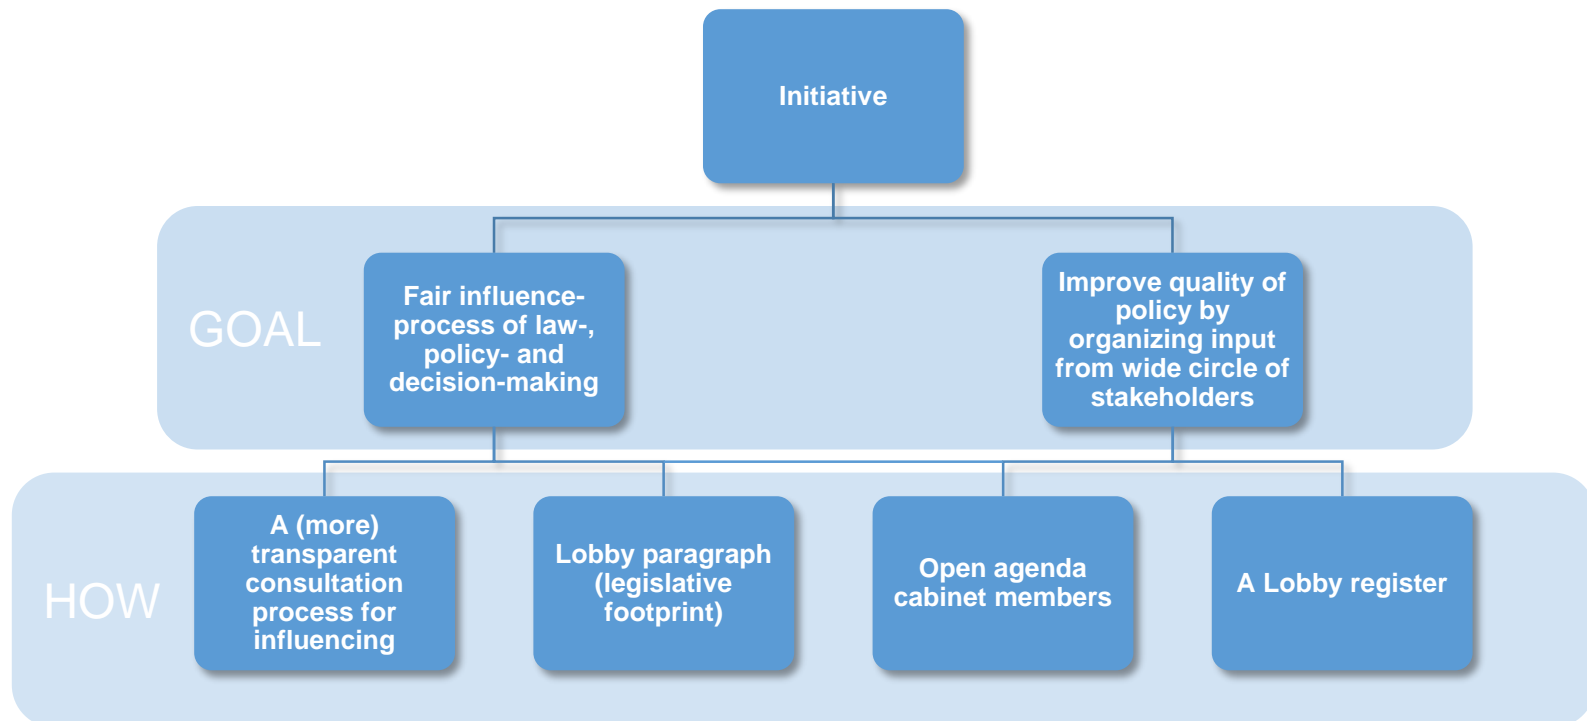 Initiative
GOAL
Fair influence-
process of law-,
policy- and
decision-making
Improve quality of
policy by
organizing input
from wide circle of
stakeholders
HOW
A (more)
transparent
consultation
process for
influencing
Lobby paragraph
(legislative
footprint)
Open agenda
cabinet members
A Lobby register